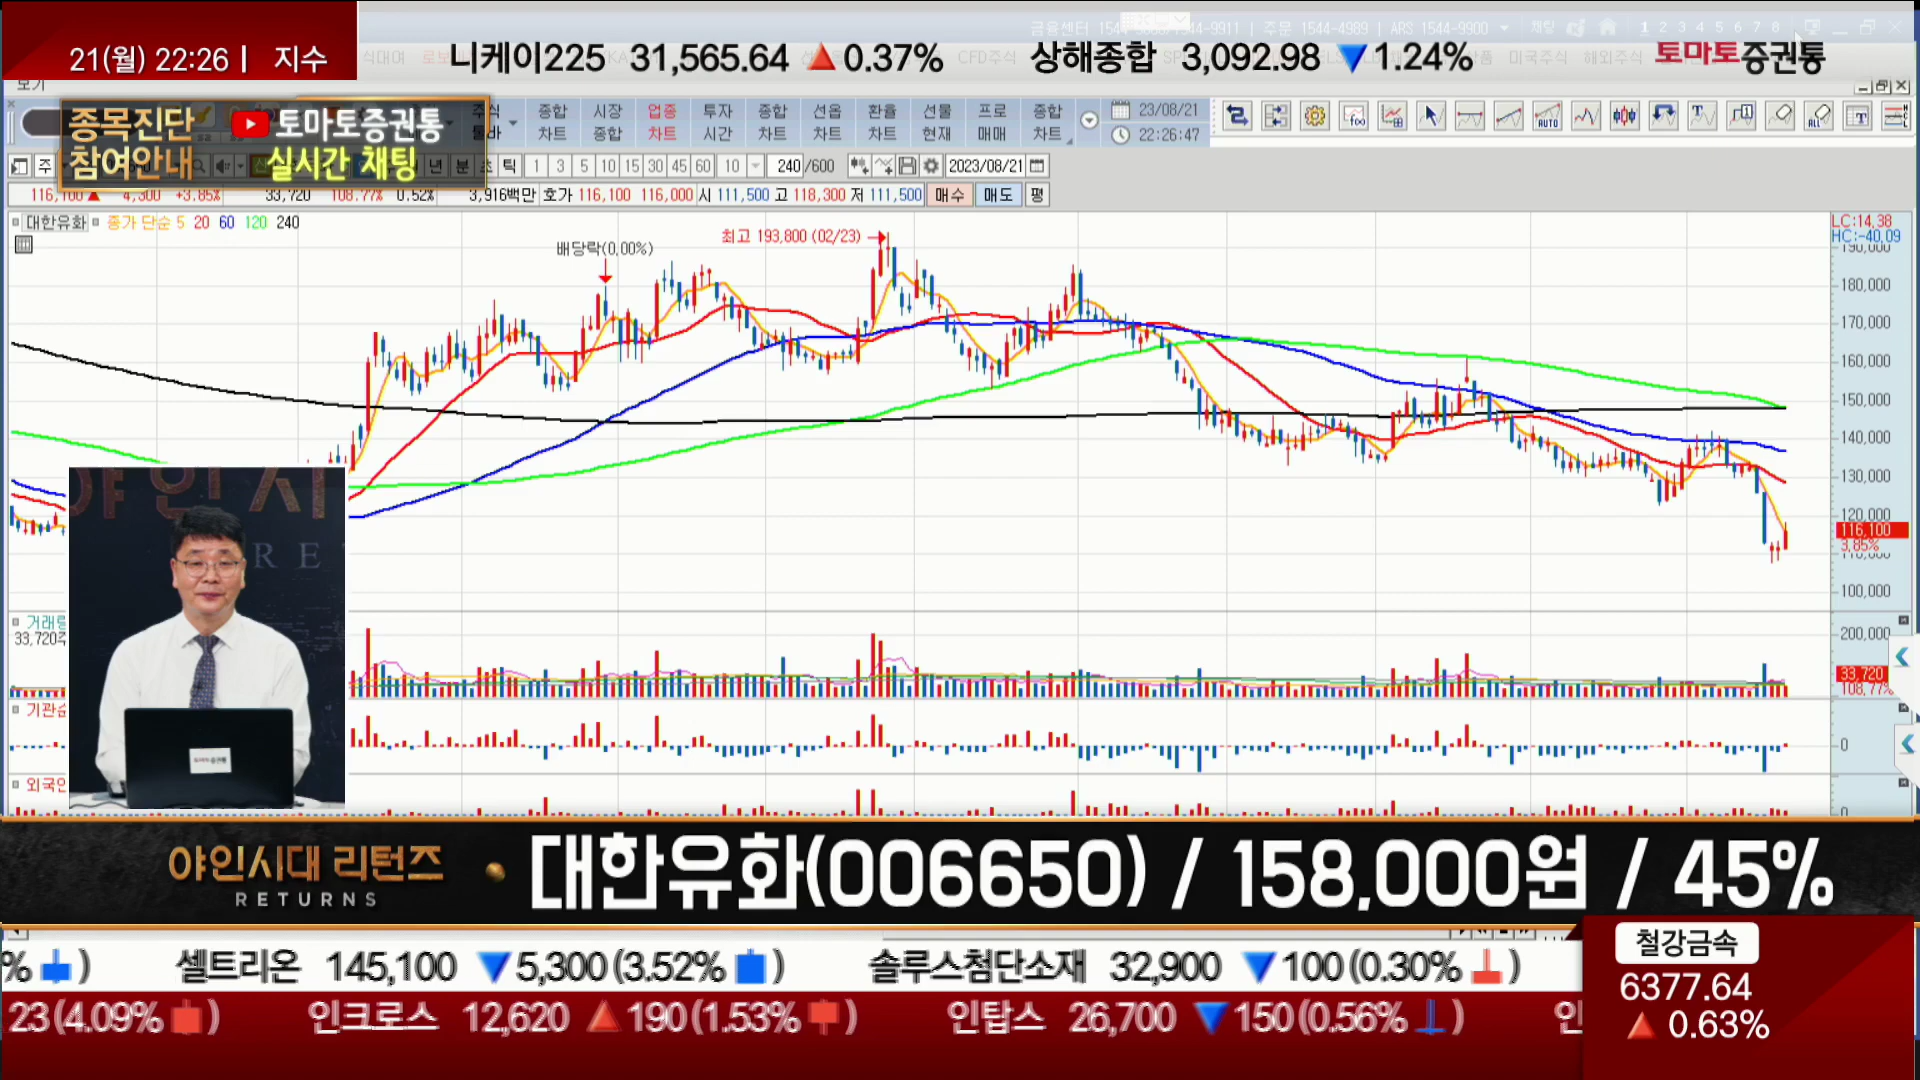 21(월) 22:26 | 지수
니케이225 31,565.64 ▲0.37% 상해종합 3,092.98 ▼1.24%
토마토증권통
보기
종목진단 참여안내
토마토증권통 실시간 채팅
종합차트 시장종합 업종차트 투자시간 종합차트 선옵차트 환율차트 선물현재 프로매매 종합차트
23/08/21
22:26:47
년 분 초 틱 1 3 5 10 15 30 45 60 10 240 /600 2023/08/21
116,100 ▲ 4,300 +3.85% 33,720 108.77% 0.52% 3,916백만 호가 116,100 116,000 시 111,500 고 118,300 저 111,500 매수 매도 평
대한유화 종가 단순 5 20 60 120 240
LC:14.38
HC:-40.09
배당락(0.00%)
최고 193,800 (02/23)
190,000
180,000
170,000
160,000
150,000
140,000
130,000
120,000
116,100
3.85%
110,000
100,000
거래량
33,720주
200,000
33,720
108.77%
기관순
0
외국인
0
야인시
RET
야인시대 리턴즈
RETURNS
대한유화(006650) / 158,000원 / 45%
셀트리온 145,100 ▼5,300(3.52% ) 솔루스첨단소재 32,900 ▼100(0.30% )
23(4.09% ) 인크로스 12,620 ▲190(1.53% ) 인탑스 26,700 ▼150(0.56% ) 인
철강금속
6377.64
▲ 0.63%